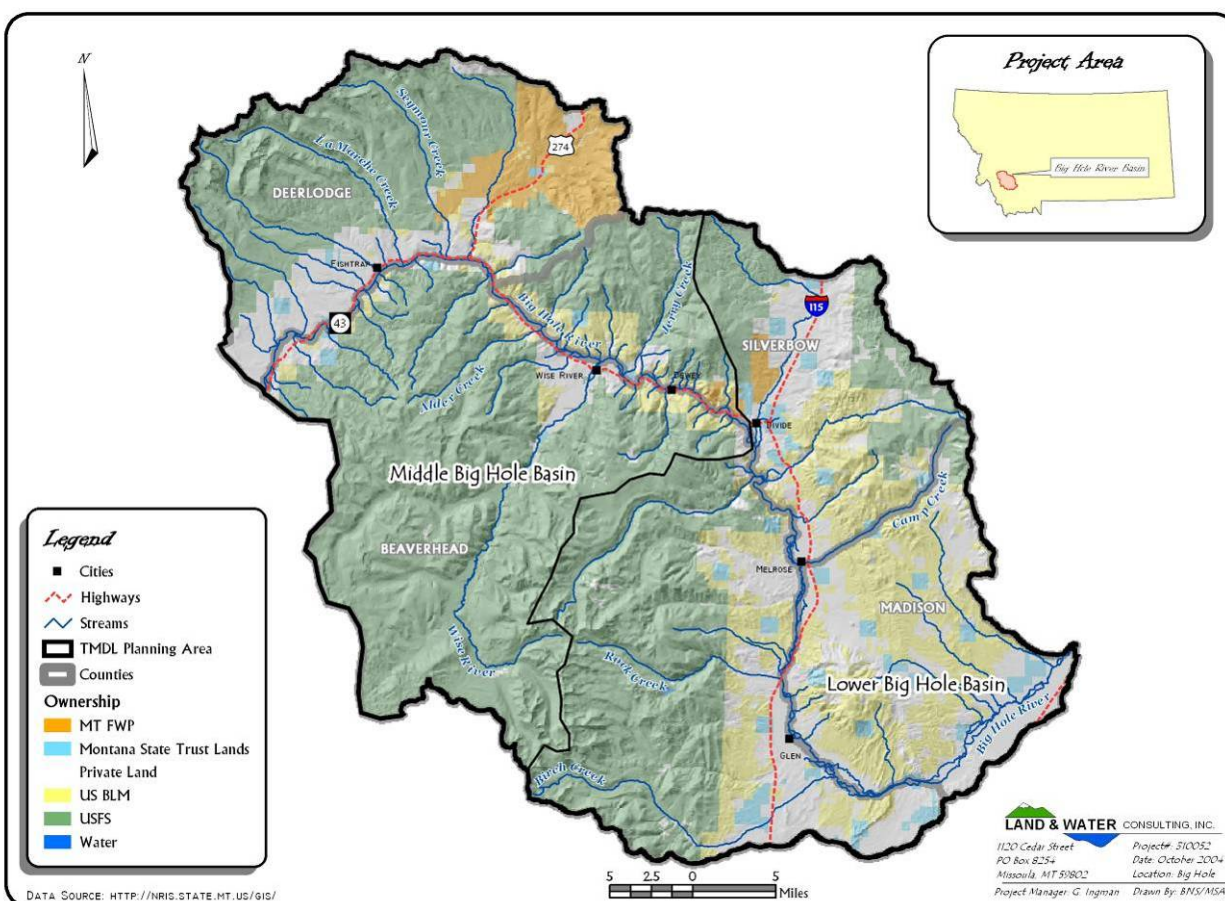 N
Project Area
Big Hole River Basin
Seymour Creek
La Marche Creek
274
DEERLODGE
FISHTRAP
43
Big Hole River
Jerry Creek
115
SILVERBOW
WISE RIVER
DEWEY
Alder Creek
DIVIDE
Middle Big Hole Basin
Camp Creek
BEAVERHEAD
MELROSE
MADISON
Wise River
Rock Creek
Lower Big Hole Basin
Big Hole River
GLEN
Birch Creek
Legend
Cities
Highways
Streams
TMDL Planning Area
Counties
Ownership
MT FWP
Montana State Trust Lands
Private Land
US BLM
USFS
Water
DATA SOURCE: HTTP://NRIS.STATE.MT.US/GIS/
5 2.5 0 5
Miles
LAND & WATER CONSULTING, INC.
1120 Cedar Street Project#: 310052
PO Box 8254 Date: October 2004
Missoula, MT 59802 Location: Big Hole
Project Manager: G. Ingman Drawn By: BNS/MSA